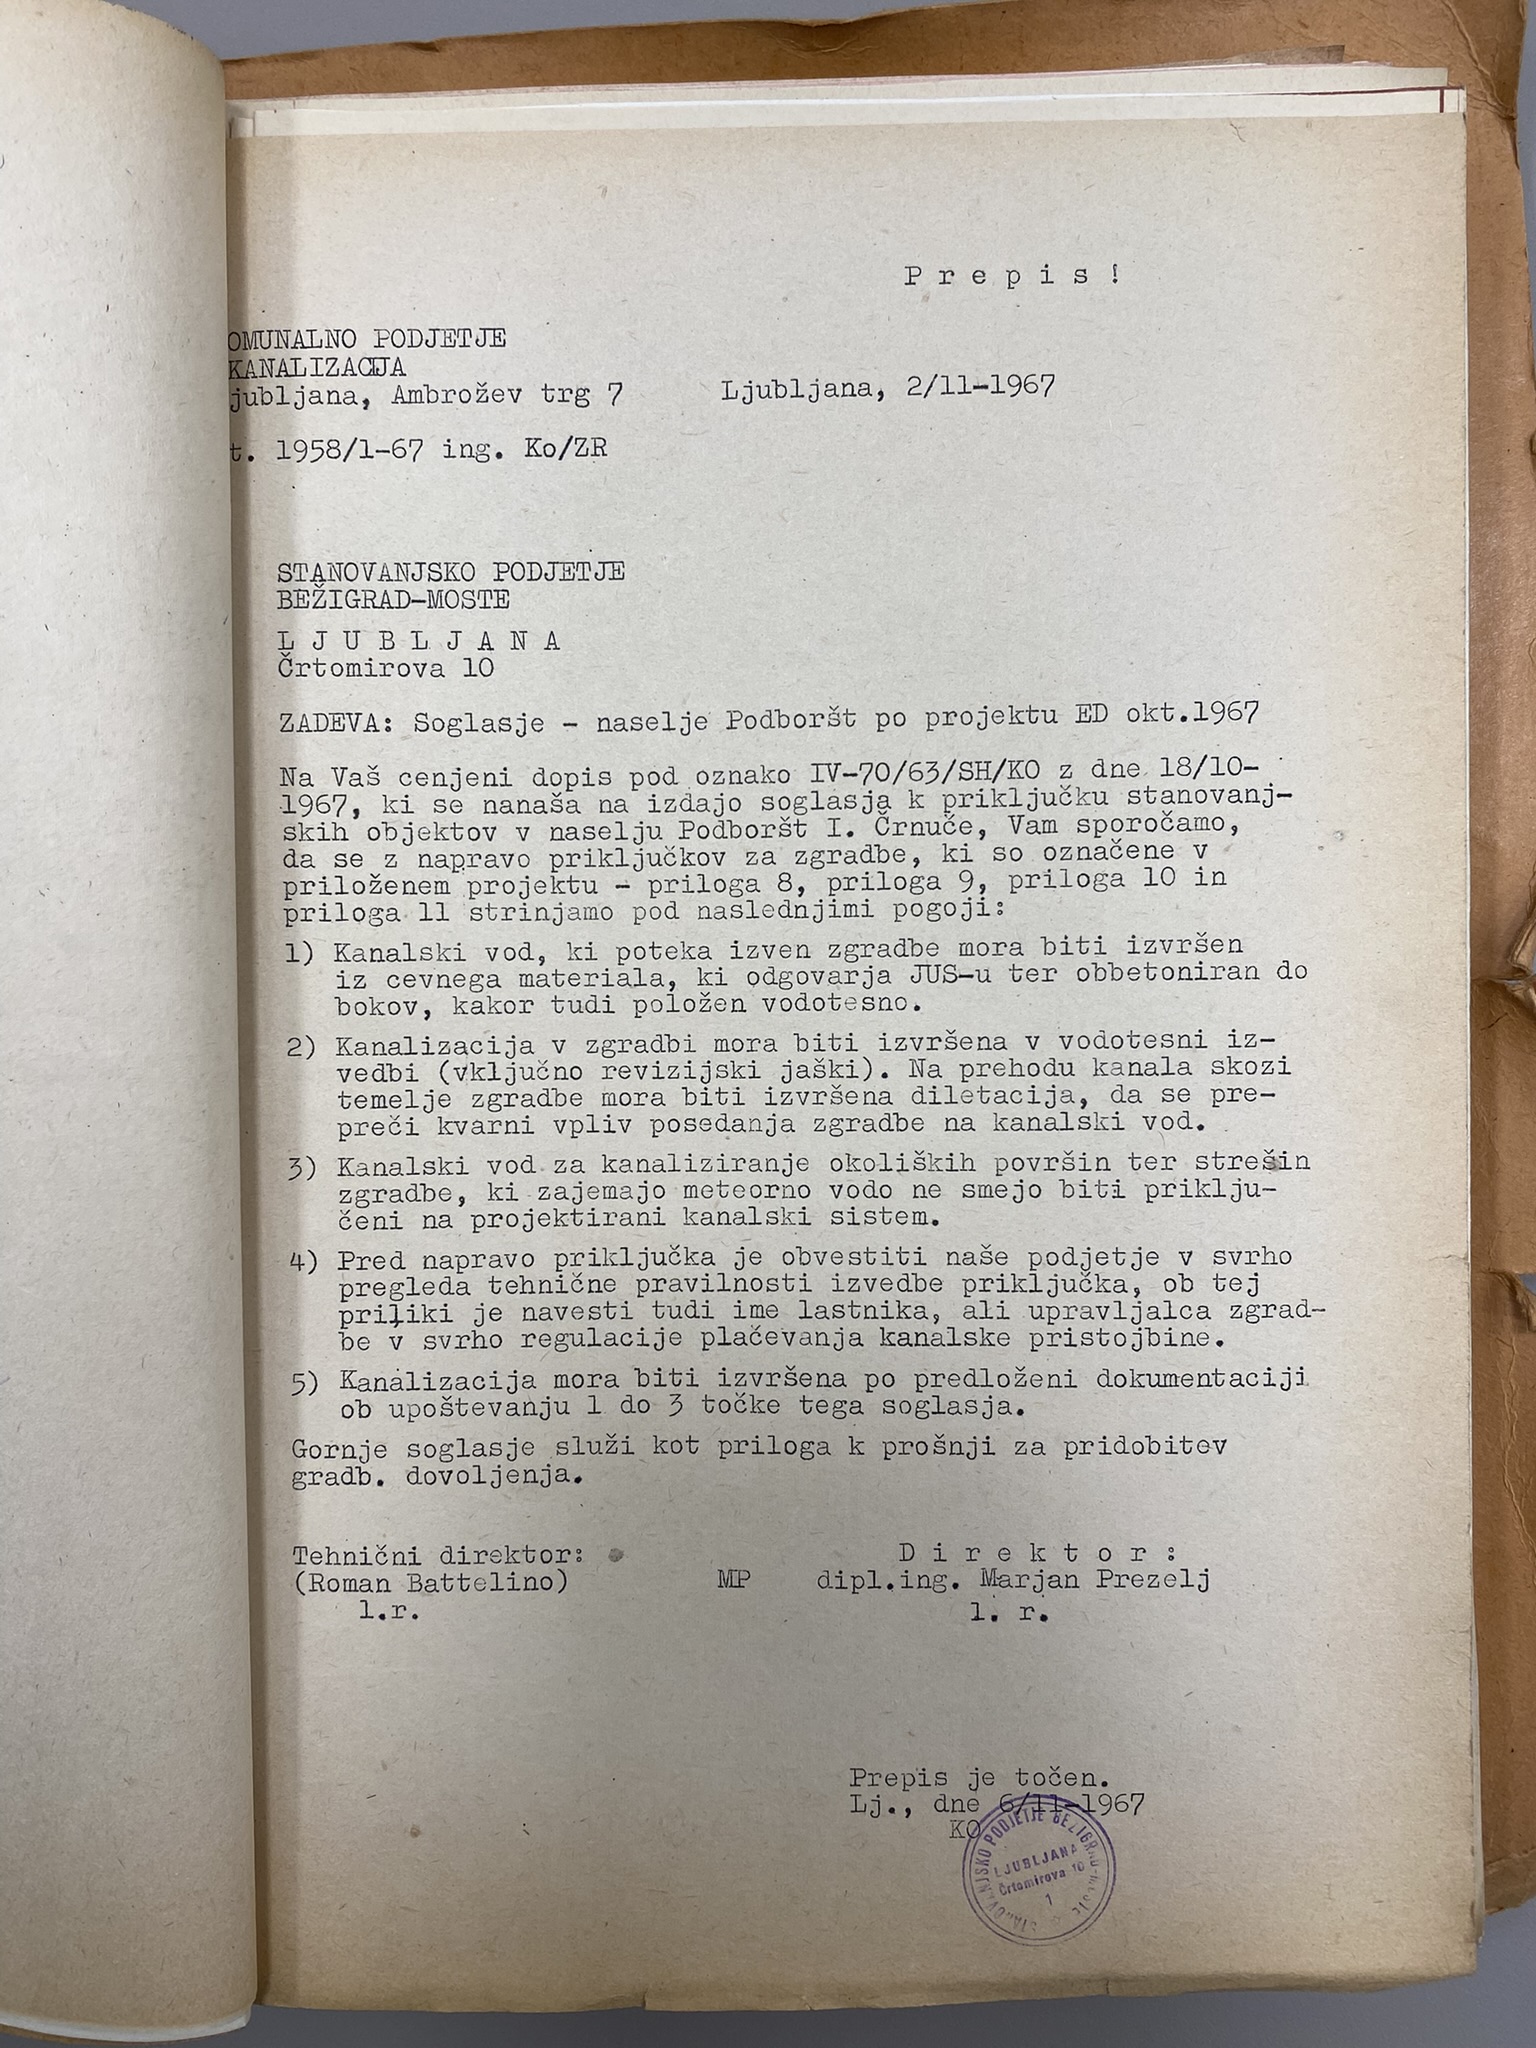 P r e p i s !
OMUNALNO PODJETJE
KANALIZACIJA
jubljana, Ambrožev trg 7
Ljubljana, 2/11-1967
t. 1958/1-67 ing. Ko/ZR
STANOVANJSKO PODJETJE
BEŽIGRAD-MOSTE
L J U B L J A N A
Črtomirova 10
ZADEVA: Soglasje - naselje Podboršt po projektu ED okt.1967
Na Vaš cenjeni dopis pod oznako IV-70/63/SH/KO z dne 18/10-
1967, ki se nanaša na izdajo soglasja k priključku stanovanj-
skih objektov v naselju Podboršt I. Črnuče, Vam sporočamo,
da se z napravo priključkov za zgradbe, ki so označene v
priloženem projektu - priloga 8, priloga 9, priloga 10 in
priloga 11 strinjamo pod naslednjimi pogoji:
1) Kanalski vod, ki poteka izven zgradbe mora biti izvršen
iz cevnega materiala, ki odgovarja JUS-u ter obbetoniran do
bokov, kakor tudi položen vodotesno.
2) Kanalizacija v zgradbi mora biti izvršena v vodotesni iz-
vedbi (vključno revizijski jaški). Na prehodu kanala skozi
temelje zgradbe mora biti izvršena diletacija, da se pre-
preči kvarni vpliv posedanja zgradbe na kanalski vod.
3) Kanalski vod za kanaliziranje okoliških površin ter strešin
zgradbe, ki zajemajo meteorno vodo ne smejo biti priklju-
čeni na projektirani kanalski sistem.
4) Pred napravo priključka je obvestiti naše podjetje v svrho
pregleda tehnične pravilnosti izvedbe priključka, ob tej
priliki je navesti tudi ime lastnika, ali upravljalca zgrad-
be v svrho regulacije plačevanja kanalske pristojbine.
5) Kanalizacija mora biti izvršena po predloženi dokumentaciji
ob upoštevanju 1 do 3 točke tega soglasja.
Gornje soglasje služi kot priloga k prošnji za pridobitev
gradb. dovoljenja.
Tehnični direktor:
(Roman Battelino)
l.r.
MP
D i r e k t o r :
dipl.ing. Marjan Prezelj
l. r.
Prepis je točen.
Lj., dne 6/11-1967
KO
STANOVANJSKO PODJETJE BEŽIGRAD-MOSTE
LJUBLJANA
Črtomirova 10
1